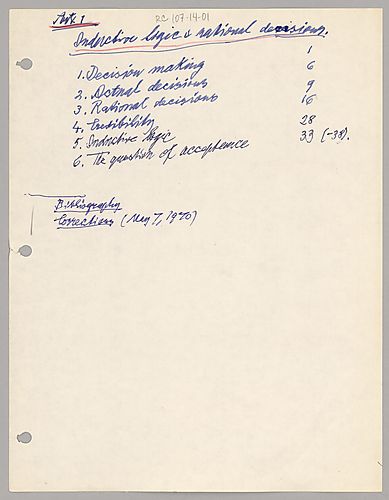 Art. 1 RC-107-14-01
Inductive logic & rational decisions.
1. Decision making 1
2. Actual decisions 6
3. Rational decisions 9
4. Credibility 16
5. Inductive logic 28
6. The question of acceptance 33 (-38).
Bibliography
Corrections (May 7, 1970)